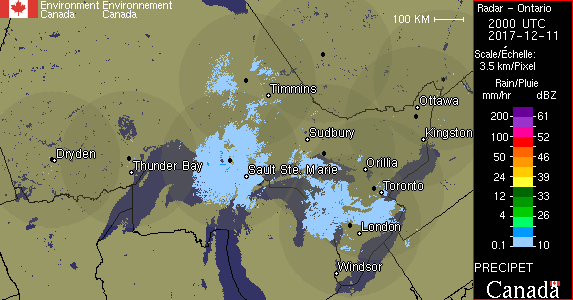 Environment Environnement
Canada Canada
100 KM
Radar - Ontario
2000 UTC
2017-12-11
Scale/Échelle:
3.5 km/Pixel
Rain/Pluie
mm/hr dBZ
200 61
100 52
50 46
24 39
12 33
4 26
0.1 10
PRECIPET
Canada
Timmins
Ottawa
Sudbury
Kingston
Dryden
Thunder Bay
Sault Ste. Marie
Orillia
Toronto
London
Windsor